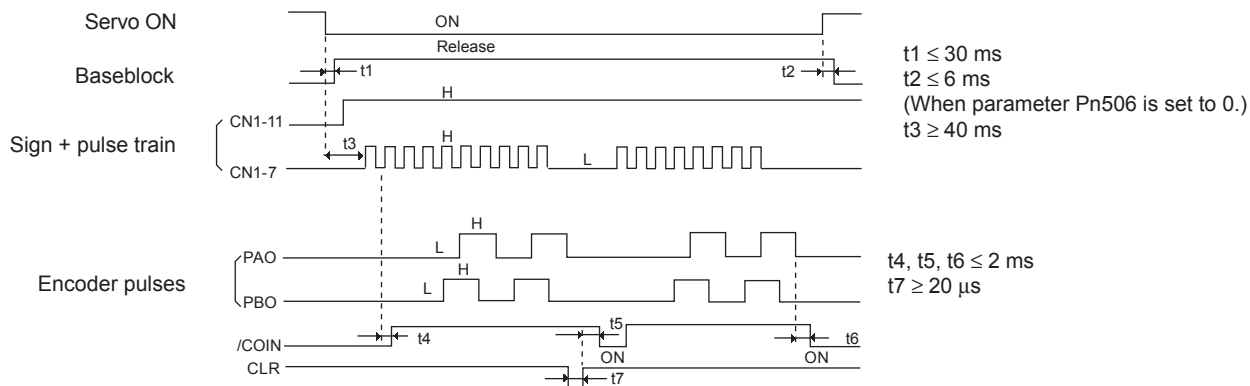 Servo ON
ON
Release
Baseblock
t1
t2
t1 ≤ 30 ms
t2 ≤ 6 ms
(When parameter Pn506 is set to 0.)
t3 ≥ 40 ms
H
CN1-11
Sign + pulse train
t3
H
L
CN1-7
H
L
PAO
H
Encoder pulses
L
PBO
t4, t5, t6 ≤ 2 ms
t7 ≥ 20 μs
t5
/COIN
t4
t6
ON
ON
CLR
t7